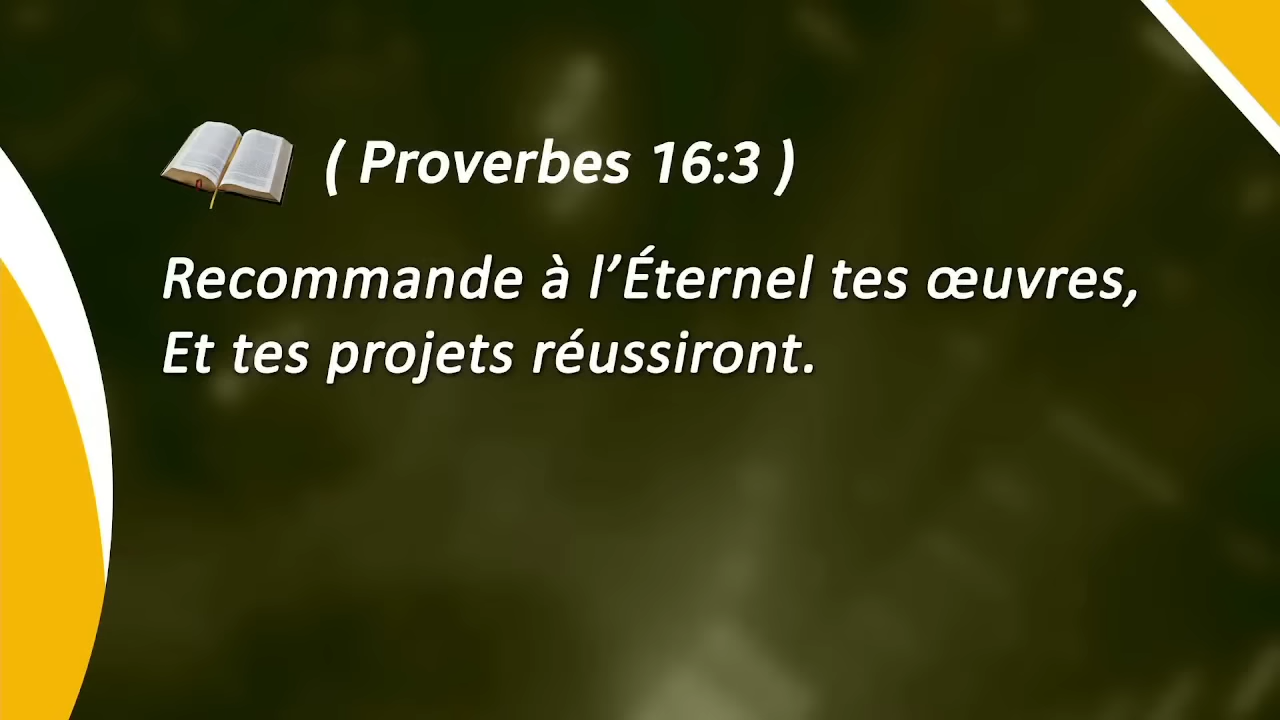 ( Proverbes 16:3 )
Recommande à l’Éternel tes œuvres,
Et tes projets réussiront.